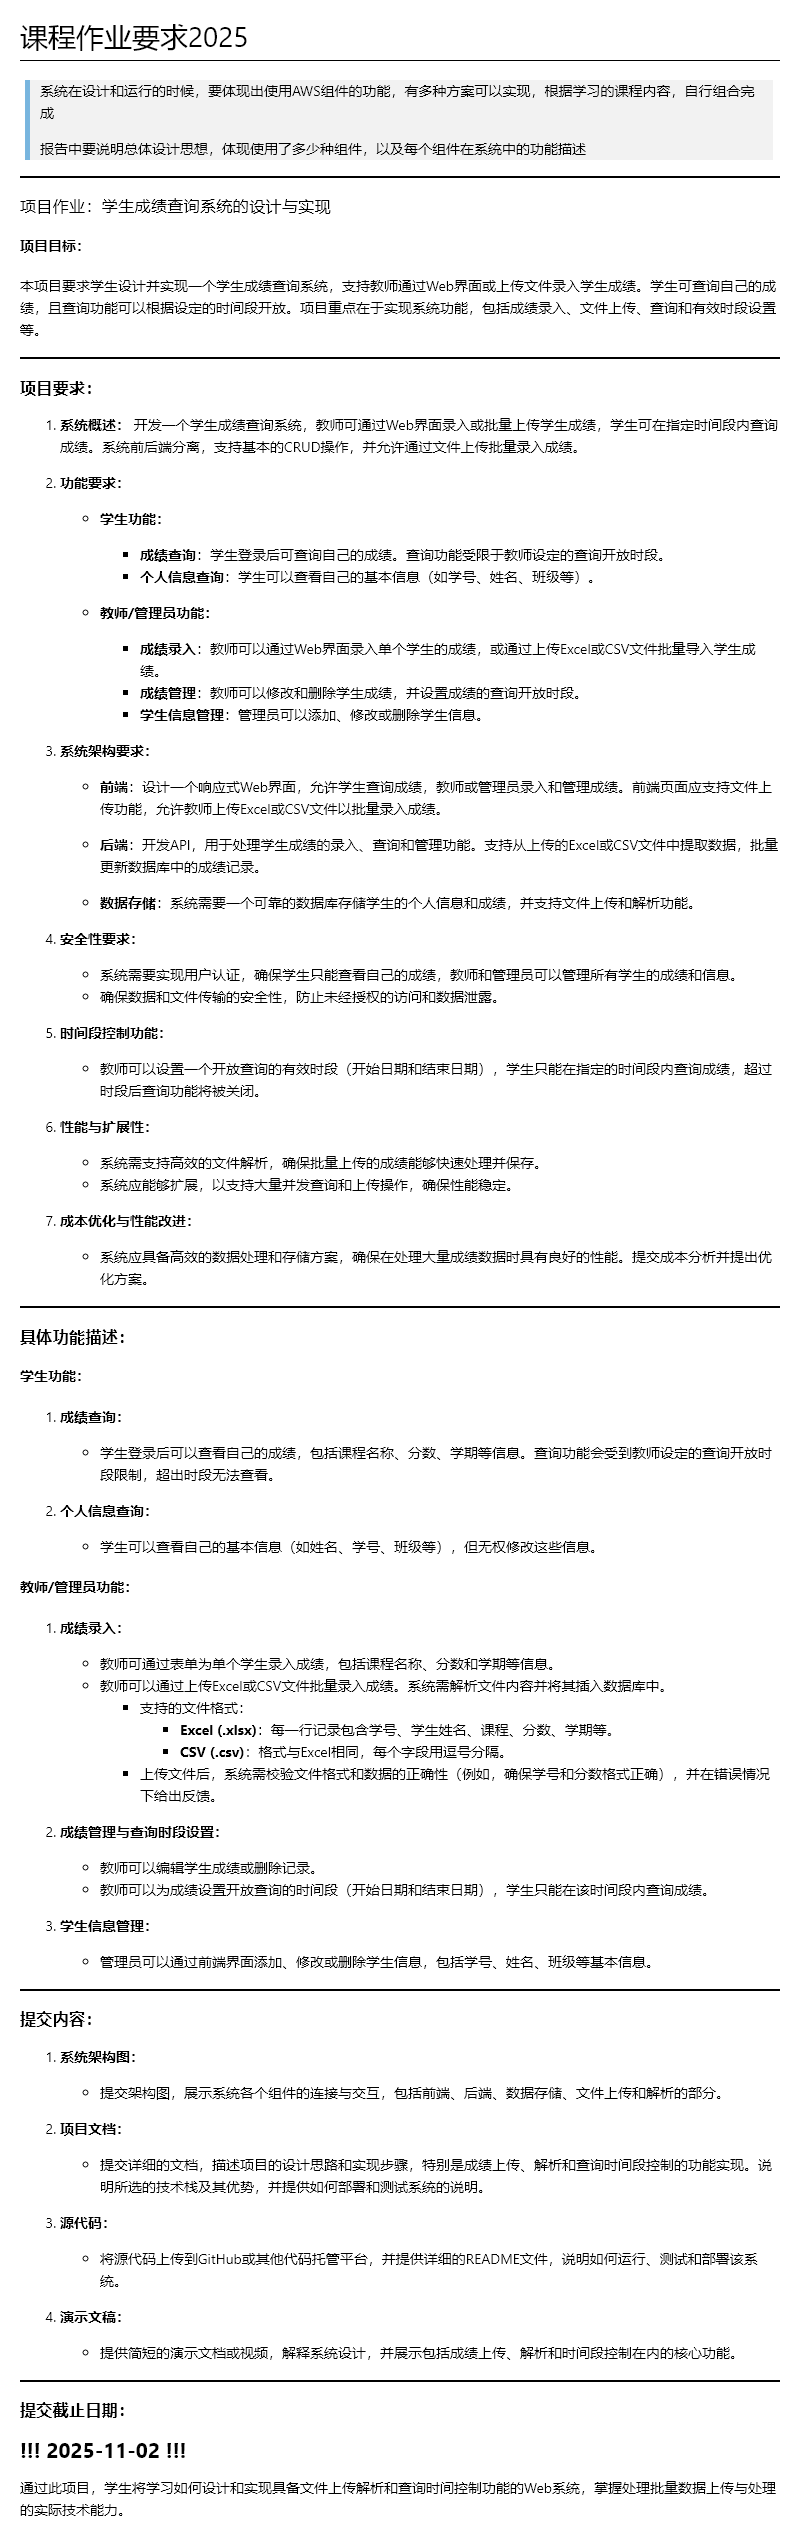 课程作业要求2025
系统在设计和运行的时候，要体现出使用AWS组件的功能，有多种方案可以实现，根据学习的课程内容，自行组合完
成
报告中要说明总体设计思想，体现使用了多少种组件，以及每个组件在系统中的功能描述
项目作业：学生成绩查询系统的设计与实现
项目目标：
本项目要求学生设计并实现一个学生成绩查询系统，支持教师通过Web界面或上传文件录入学生成绩。学生可查询自己的成
绩，且查询功能可以根据设定的时间段开放。项目重点在于实现系统功能，包括成绩录入、文件上传、查询和有效时段设置
等。
项目要求：
1. 系统概述： 开发一个学生成绩查询系统，教师可通过Web界面录入或批量上传学生成绩，学生可在指定时间段内查询
成绩。系统前后端分离，支持基本的CRUD操作，并允许通过文件上传批量录入成绩。
2. 功能要求：
◦ 学生功能：
▪ 成绩查询：学生登录后可查询自己的成绩。查询功能受限于教师设定的查询开放时段。
▪ 个人信息查询：学生可以查看自己的基本信息（如学号、姓名、班级等）。
◦ 教师/管理员功能：
▪ 成绩录入：教师可以通过Web界面录入单个学生的成绩，或通过上传Excel或CSV文件批量导入学生成
绩。
▪ 成绩管理：教师可以修改和删除学生成绩，并设置成绩的查询开放时段。
▪ 学生信息管理：管理员可以添加、修改或删除学生信息。
3. 系统架构要求：
◦ 前端：设计一个响应式Web界面，允许学生查询成绩，教师或管理员录入和管理成绩。前端页面应支持文件上
传功能，允许教师上传Excel或CSV文件以批量录入成绩。
◦ 后端：开发API，用于处理学生成绩的录入、查询和管理功能。支持从上传的Excel或CSV文件中提取数据，批量
更新数据库中的成绩记录。
◦ 数据存储：系统需要一个可靠的数据库存储学生的个人信息和成绩，并支持文件上传和解析功能。
4. 安全性要求：
◦ 系统需要实现用户认证，确保学生只能查看自己的成绩，教师和管理员可以管理所有学生的成绩和信息。
◦ 确保数据和文件传输的安全性，防止未经授权的访问和数据泄露。
5. 时间段控制功能：
◦ 教师可以设置一个开放查询的有效时段（开始日期和结束日期），学生只能在指定的时间段内查询成绩，超过
时段后查询功能将被关闭。
6. 性能与扩展性：
◦ 系统需支持高效的文件解析，确保批量上传的成绩能够快速处理并保存。
◦ 系统应能够扩展，以支持大量并发查询和上传操作，确保性能稳定。
7. 成本优化与性能改进：
◦ 系统应具备高效的数据处理和存储方案，确保在处理大量成绩数据时具有良好的性能。提交成本分析并提出优
化方案。
具体功能描述：
学生功能：
1. 成绩查询：
◦ 学生登录后可以查看自己的成绩，包括课程名称、分数、学期等信息。查询功能会受到教师设定的查询开放时
段限制，超出时段无法查看。
2. 个人信息查询：
◦ 学生可以查看自己的基本信息（如姓名、学号、班级等），但无权修改这些信息。
教师/管理员功能：
1. 成绩录入：
◦ 教师可通过表单为单个学生录入成绩，包括课程名称、分数和学期等信息。
◦ 教师可以通过上传Excel或CSV文件批量录入成绩。系统需解析文件内容并将其插入数据库中。
▪ 支持的文件格式：
▪ Excel (.xlsx)：每一行记录包含学号、学生姓名、课程、分数、学期等。
▪ CSV (.csv)：格式与Excel相同，每个字段用逗号分隔。
▪ 上传文件后，系统需校验文件格式和数据的正确性（例如，确保学号和分数格式正确），并在错误情况
下给出反馈。
2. 成绩管理与查询时段设置：
◦ 教师可以编辑学生成绩或删除记录。
◦ 教师可以为成绩设置开放查询的时间段（开始日期和结束日期），学生只能在该时间段内查询成绩。
3. 学生信息管理：
◦ 管理员可以通过前端界面添加、修改或删除学生信息，包括学号、姓名、班级等基本信息。
提交内容：
1. 系统架构图：
◦ 提交架构图，展示系统各个组件的连接与交互，包括前端、后端、数据存储、文件上传和解析的部分。
2. 项目文档：
◦ 提交详细的文档，描述项目的设计思路和实现步骤，特别是成绩上传、解析和查询时间段控制的功能实现。说
明所选的技术栈及其优势，并提供如何部署和测试系统的说明。
3. 源代码：
◦ 将源代码上传到GitHub或其他代码托管平台，并提供详细的README文件，说明如何运行、测试和部署该系
统。
4. 演示文稿：
◦ 提供简短的演示文档或视频，解释系统设计，并展示包括成绩上传、解析和时间段控制在内的核心功能。
提交截止日期：
!!! 2025-11-02 !!!
通过此项目，学生将学习如何设计和实现具备文件上传解析和查询时间控制功能的Web系统，掌握处理批量数据上传与处理
的实际技术能力。